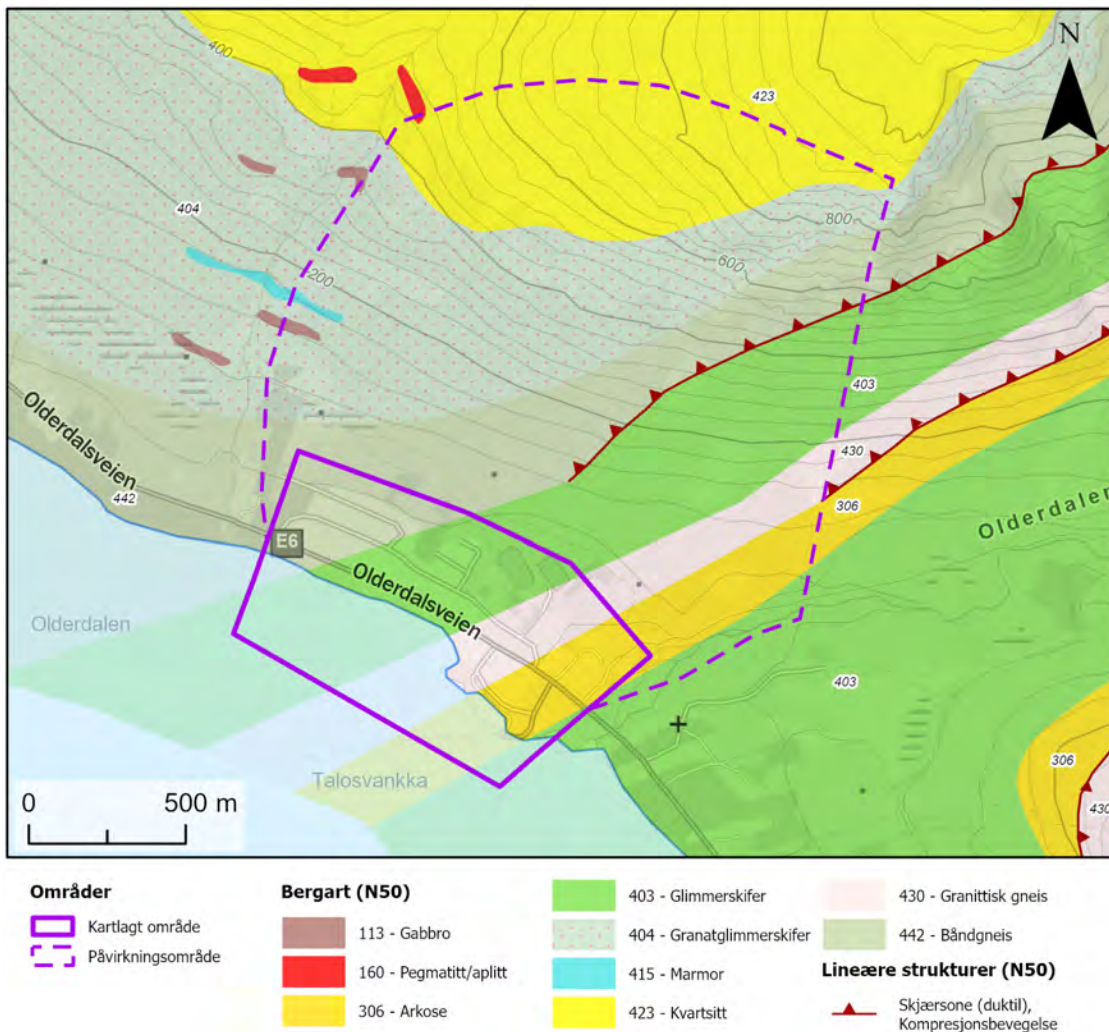 N
400
423
404
800
200
600
403
430
306
Olderdalen
Olderdalsveien
442
E6
Olderdalsveien
Olderdalen
403
Talosvankka
306
430
0 500 m
Områder
Kartlagt område
Påvirkningsområde
Bergart (N50)
113 - Gabbro
160 - Pegmatitt/aplitt
306 - Arkose
403 - Glimmerskifer
404 - Granatglimmerskifer
415 - Marmor
423 - Kvartsitt
430 - Granittisk gneis
442 - Båndgneis
Lineære strukturer (N50)
Skjærsone (duktil),
Kompresjonsbevegelse